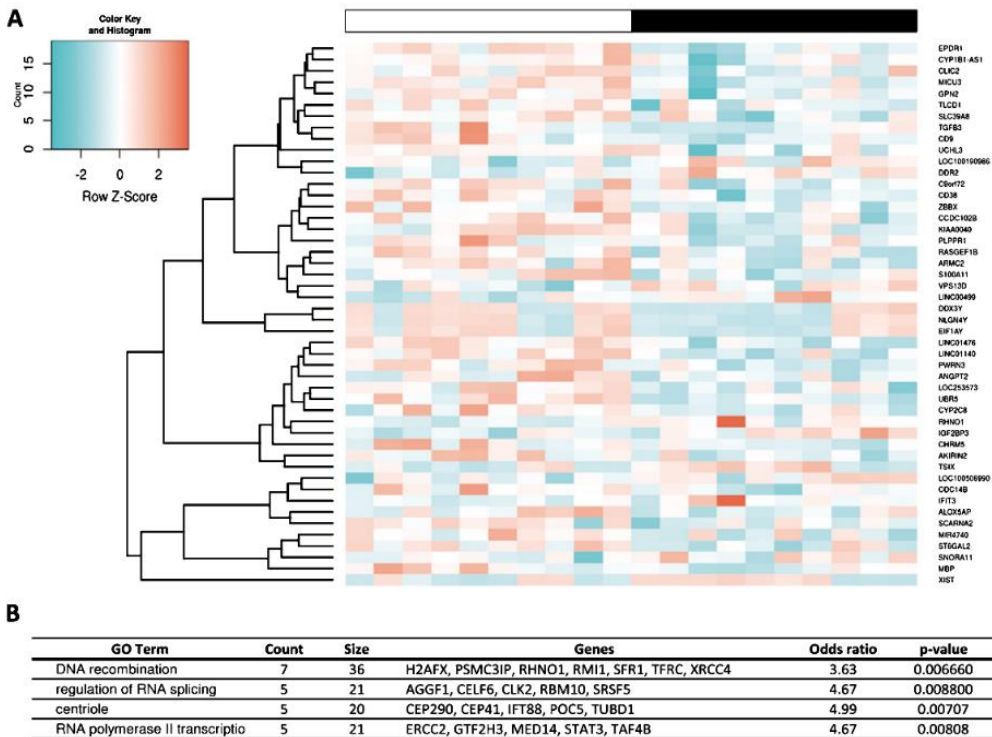 A
Color Key
and Histogram
Count
0 5 10 15
-2 0 2
Row Z-Score
EPDR1
CYP1B1-AS1
CLIC2
MICU3
GPN2
TLCD1
SLC39A8
TGFB3
CD9
UCHL3
LOC100190986
DDR2
C9orf72
CD38
ZBBX
CCDC102B
KIAA0040
PLPPR1
RASGEF1B
ARMC2
S100A11
VPS13D
LINC00499
DDX3Y
NLGN4Y
EIF1AY
LINC01476
LINC01140
PWRN3
ANGPT2
LOC253573
UBR5
CYP2C8
RHNO1
IGF2BP3
CHRM5
AKIRIN2
TSIX
LOC100506990
CDC14B
IFIT3
ALOX5AP
SCARNA2
MIR4740
ST6GAL2
SNORA11
MBP
XIST
B
GO Term Count Size Genes Odds ratio p-value
DNA recombination 7 36 H2AFX, PSMC3IP, RHNO1, RMI1, SFR1, TFRC, XRCC4 3.63 0.006660
regulation of RNA splicing 5 21 AGGF1, CELF6, CLK2, RBM10, SRSF5 4.67 0.008800
centriole 5 20 CEP290, CEP41, IFT88, POC5, TUBD1 4.99 0.00707
RNA polymerase II transcriptio 5 21 ERCC2, GTF2H3, MED14, STAT3, TAF4B 4.67 0.00808